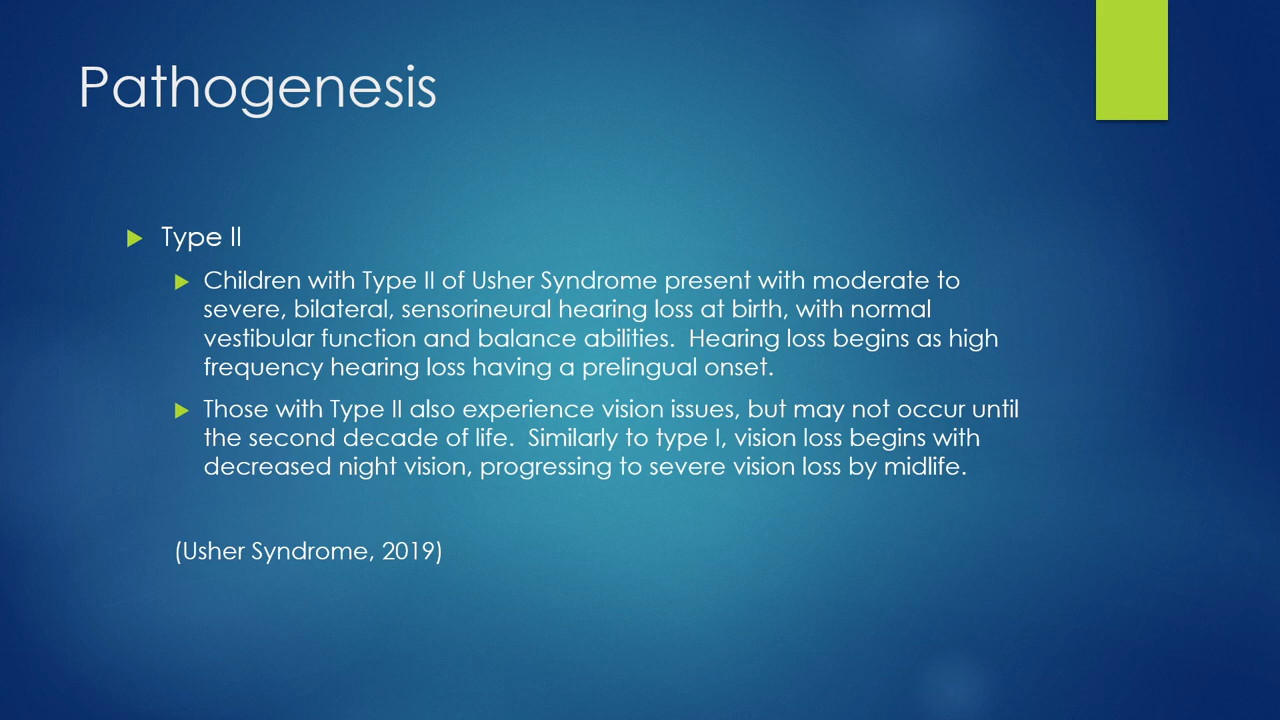 Pathogenesis
Type II
Children with Type II of Usher Syndrome present with moderate to
severe, bilateral, sensorineural hearing loss at birth, with normal
vestibular function and balance abilities.  Hearing loss begins as high
frequency hearing loss having a prelingual onset.
Those with Type II also experience vision issues, but may not occur until
the second decade of life.  Similarly to type I, vision loss begins with
decreased night vision, progressing to severe vision loss by midlife.
(Usher Syndrome, 2019)